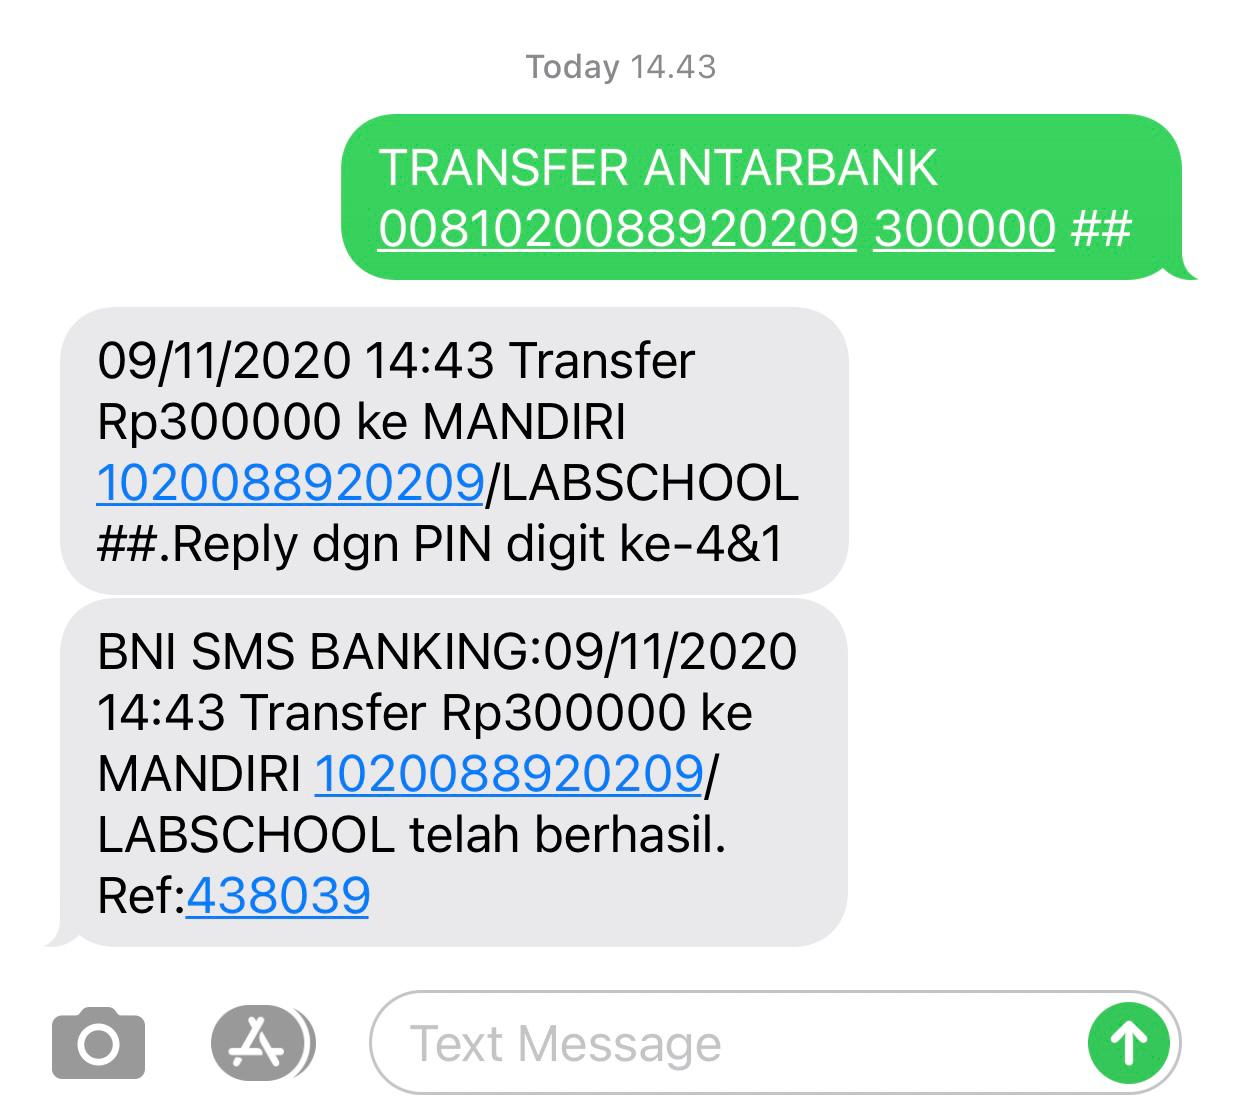 Today 14.43
TRANSFER ANTARBANK
0081020088920209 300000 ##
09/11/2020 14:43 Transfer
Rp300000 ke MANDIRI
1020088920209/LABSCHOOL
##.Reply dgn PIN digit ke-4&1
BNI SMS BANKING:09/11/2020
14:43 Transfer Rp300000 ke
MANDIRI 1020088920209/
LABSCHOOL telah berhasil.
Ref:438039
Text Message